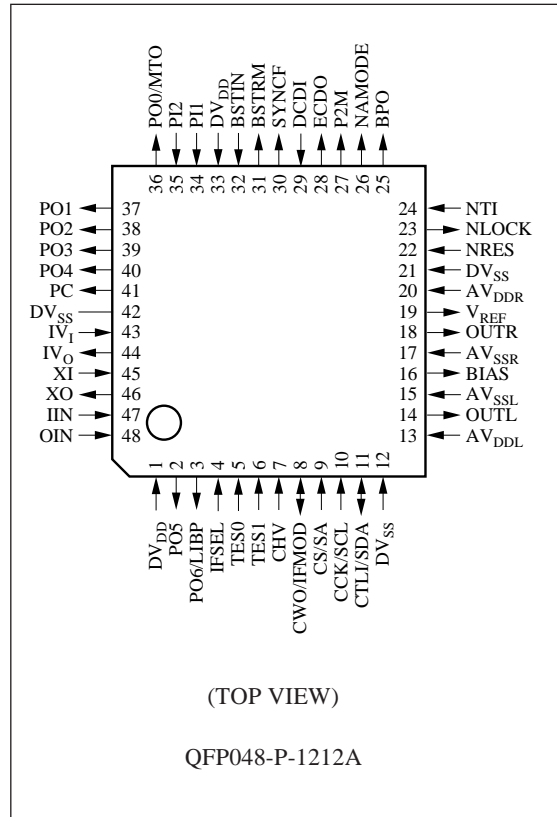 PO0/MTO
PI2
PI1
DVDD
BSTIN
BSTRM
SYNCF
DCDI
ECDO
P2M
NAMODE
BPO
36
35
34
33
32
31
30
29
28
27
26
25
PO1 37
PO2 38
PO3 39
PO4 40
PC 41
DVSS 42
IVI 43
IVO 44
XI 45
XO 46
IIN 47
OIN 48
24 NTI
23 NLOCK
22 NRES
21 DVSS
20 AVDDR
19 VREF
18 OUTR
17 AVSSR
16 BIAS
15 AVSSL
14 OUTL
13 AVDDL
1
2
3
4
5
6
7
8
9
10
11
12
DVDD
PO5
PO6/LIBP
IFSEL
TES0
TES1
CHV
CWO/IFMOD
CS/SA
CCK/SCL
CTLI/SDA
DVSS
(TOP VIEW)
QFP048-P-1212A